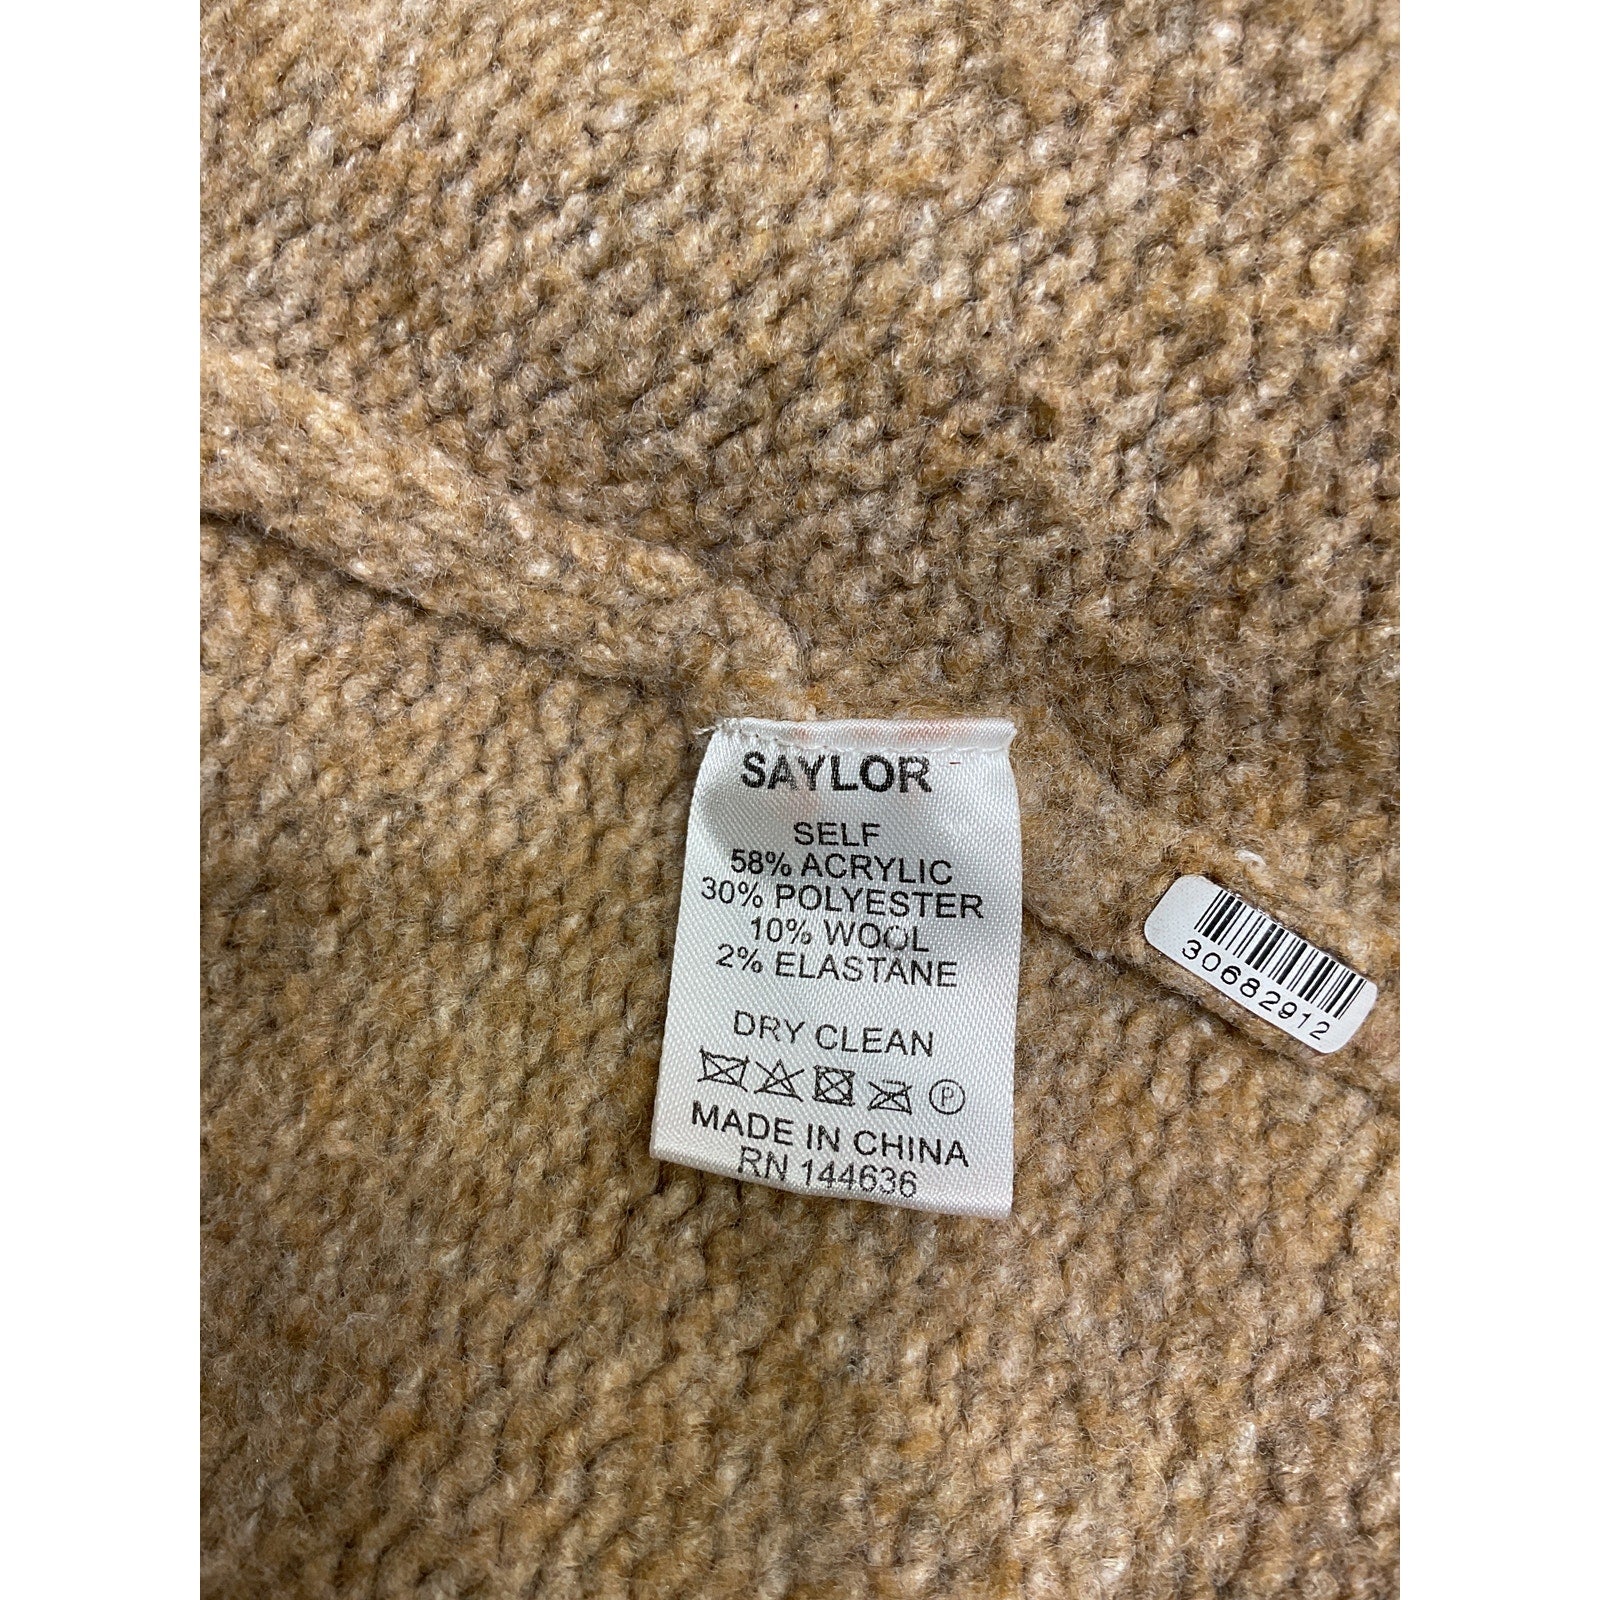 SAYLOR
SELF
58% ACRYLIC
30% POLYESTER
10% WOOL
2% ELASTANE
DRY CLEAN
P
MADE IN CHINA
RN 144636
30682912